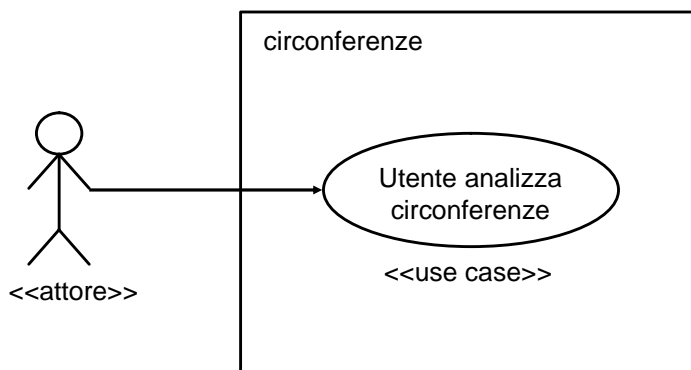 circonferenze
Utente analizza
circonferenze
<<attore>>
<<use case>>